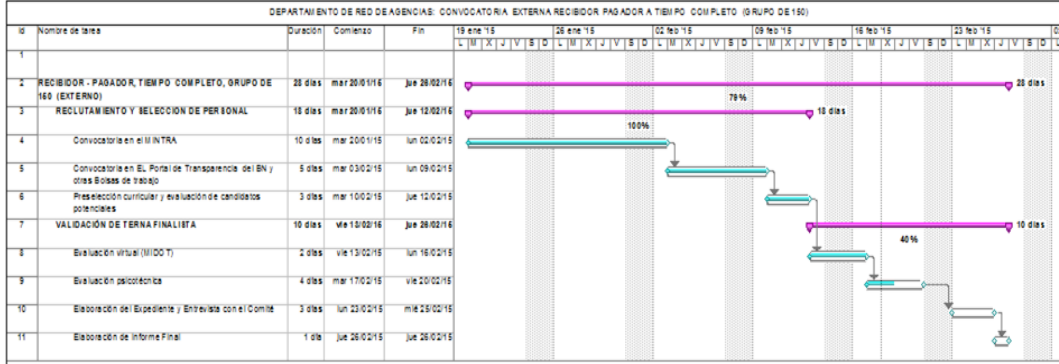 DEPARTAMENTO DE RED DE AGENCIAS: CONVOCATORIA EXTERNA RECIBIDOR PAGADOR A TIEMPO COMPLETO (GRUPO DE 150)
Id Nombre de tarea Duración Comienzo Fin 19 ene '15 26 ene '15 02 feb '15 09 feb '15 16 feb '15 23 feb '15
L M X J V S D L M X J V S D L M X J V S D L M X J V S D L M X J V S D L M X J V S D L
1
2 RECIBIDOR - PAGADOR, TIEMPO COMPLETO, GRUPO DE 28 días mar 20/01/15 jue 26/02/15 28 días
150 (EXTERNO) 79%
3 RECLUTAMIENTO Y SELECCION DE PERSONAL 18 días mar 20/01/15 jue 12/02/15 18 días
100%
4 Convocatoria en el MINTRA 10 días mar 20/01/15 lun 02/02/15
5 Convocatoria en EL Portal de Transparencia del BN y 5 días mar 03/02/15 lun 09/02/15
otras Bolsas de trabajo
6 Preselección curricular y evaluación de candidatos 3 días mar 10/02/15 jue 12/02/15
potenciales
7 VALIDACIÓN DE TERNA FINALISTA 10 días vie 13/02/15 jue 26/02/15 10 días
40%
8 Evaluación virtual (MIDOT) 2 días vie 13/02/15 lun 16/02/15
9 Evaluación psicotécnica 4 días mar 17/02/15 vie 20/02/15
10 Elaboración del Expediente y Entrevista con el Comité 3 días lun 23/02/15 mié 25/02/15
11 Elaboración de Informe Final 1 día jue 26/02/15 jue 26/02/15